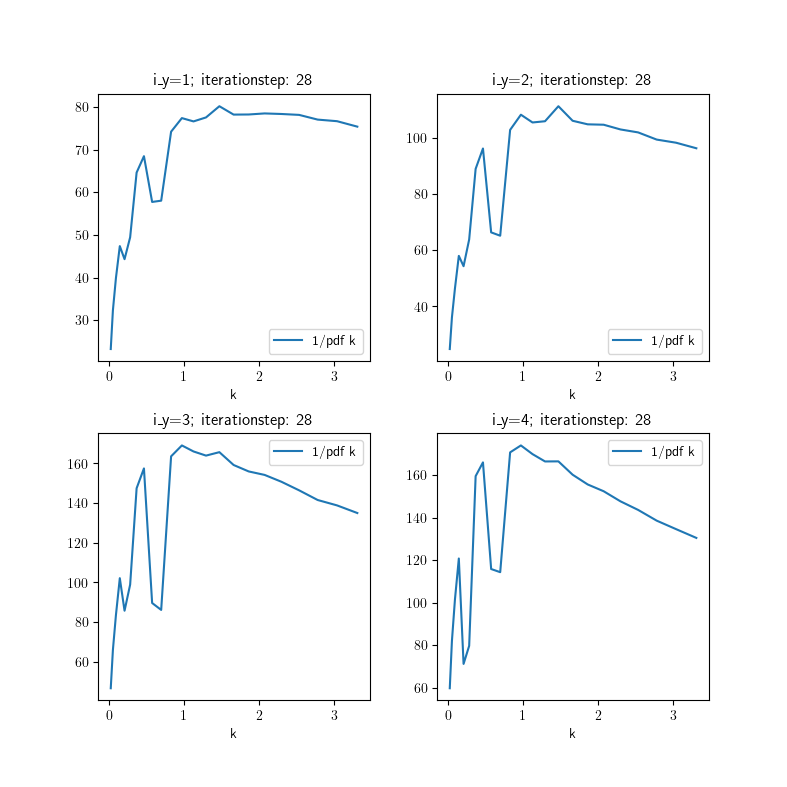 i_y=1; iterationstep: 28
i_y=2; iterationstep: 28
80
70
60
50
40
30
1/pdf k
0 1 2 3
k
100
80
60
40
1/pdf k
0 1 2 3
k
i_y=3; iterationstep: 28
i_y=4; iterationstep: 28
160
140
120
100
80
60
1/pdf k
0 1 2 3
k
160
140
120
100
80
60
1/pdf k
0 1 2 3
k